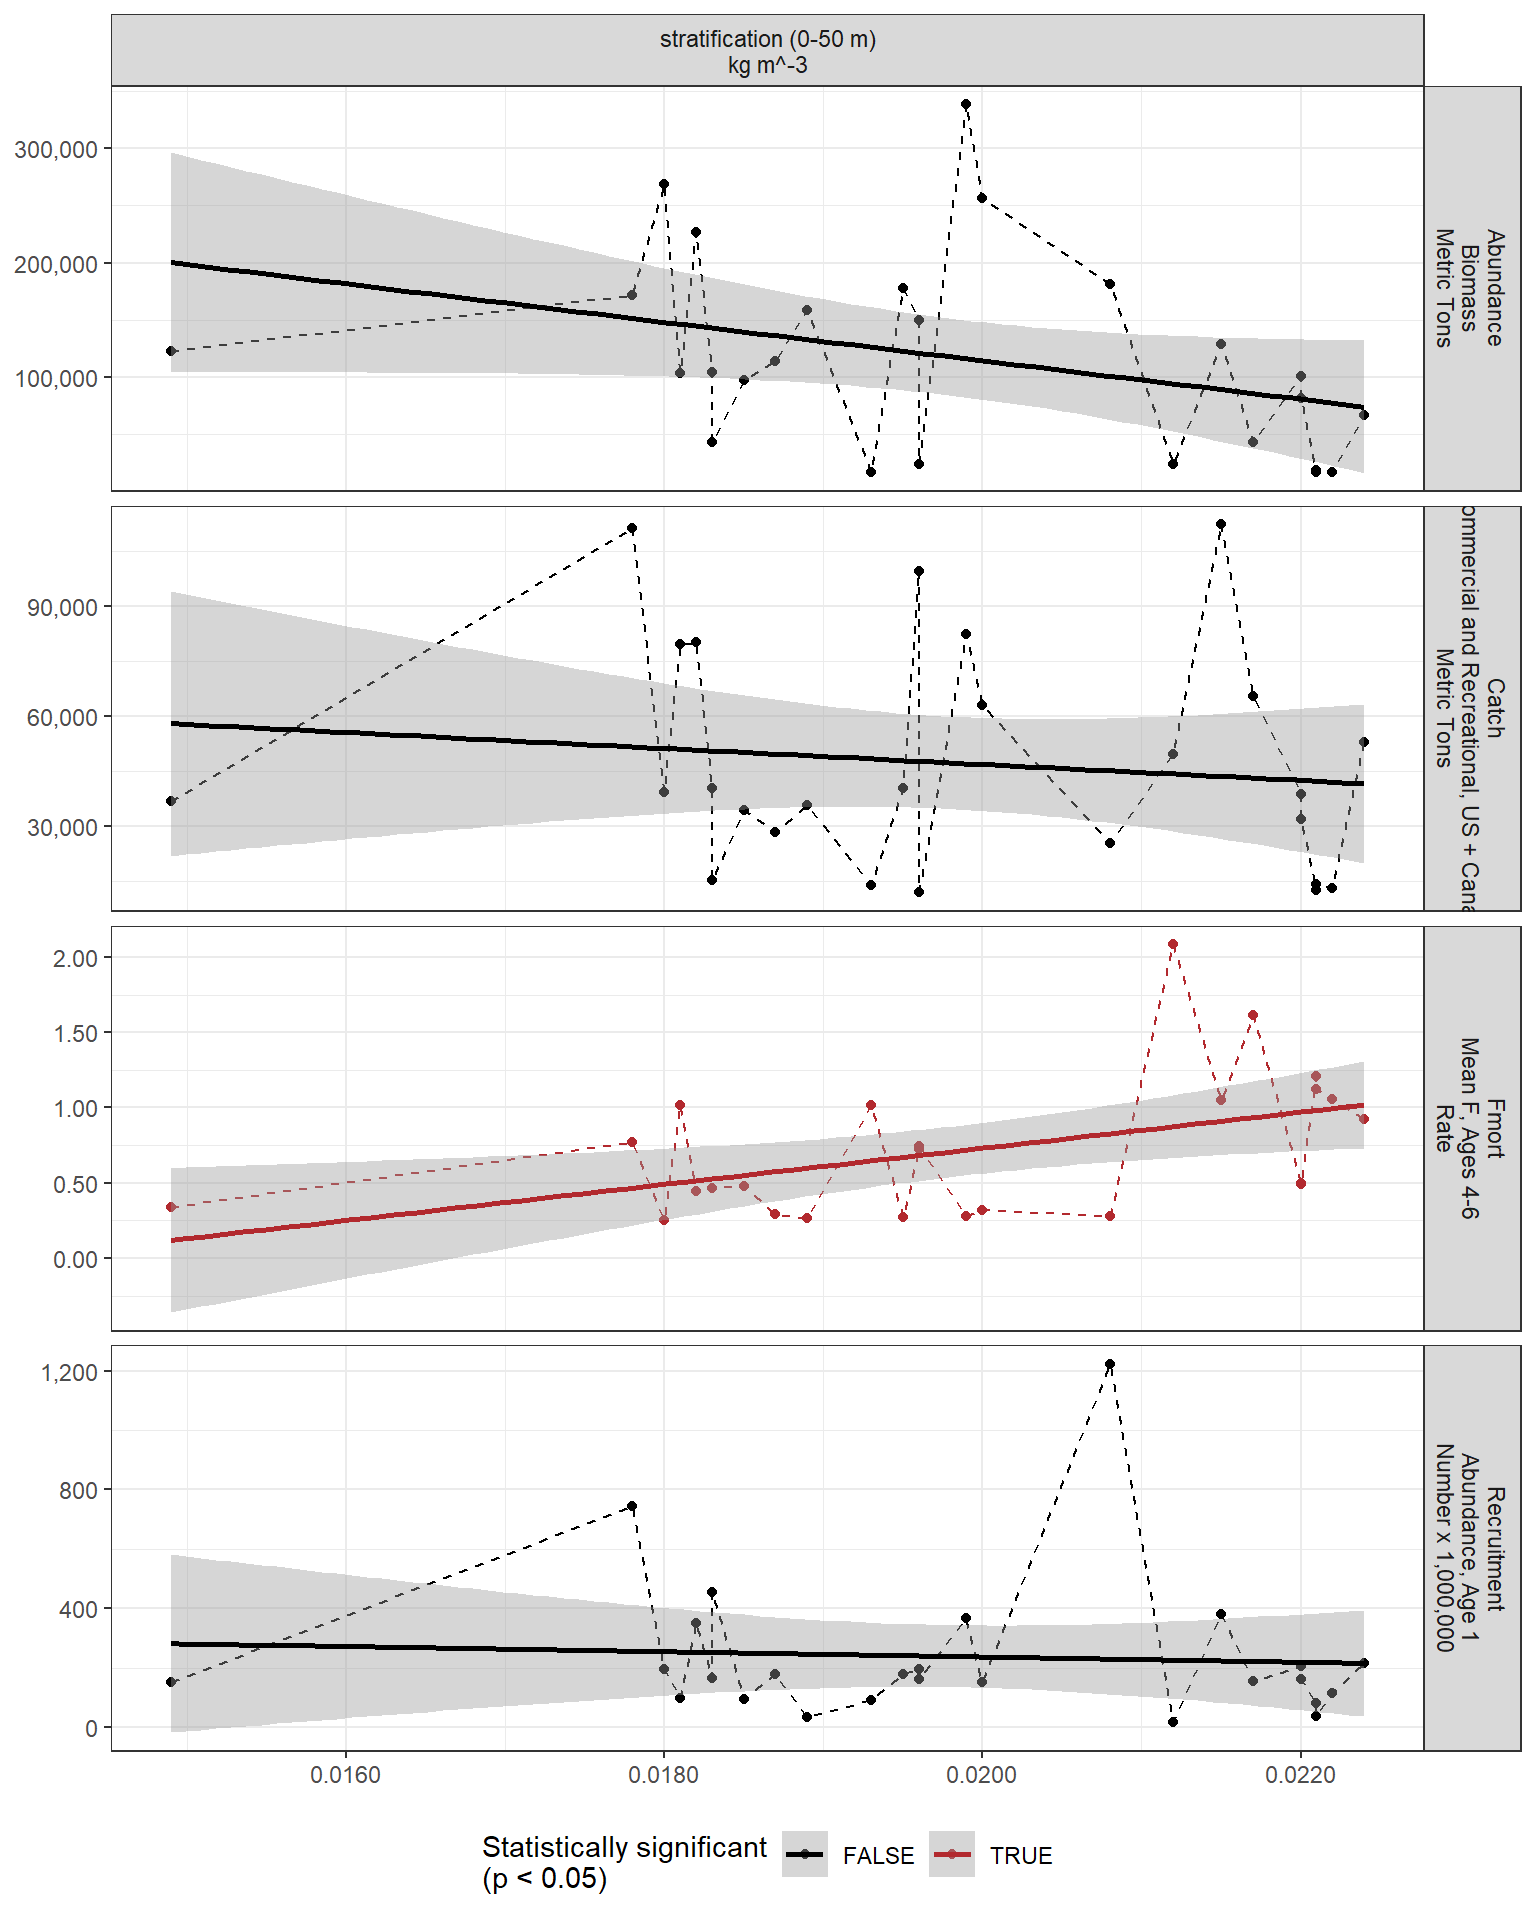 stratification (0-50 m)
kg m^-3
300,000
200,000
100,000
Abundance
Biomass
Metric Tons
90,000
60,000
30,000
Catch
ommercial and Recreational, US + Cana
Metric Tons
2.00
1.50
1.00
0.50
0.00
Fmort
Mean F, Ages 4-6
Rate
1,200
800
400
0
Recruitment
Abundance, Age 1
Number x 1,000,000
0.0160
0.0180
0.0200
0.0220
Statistically significant
(p < 0.05)
FALSE
TRUE